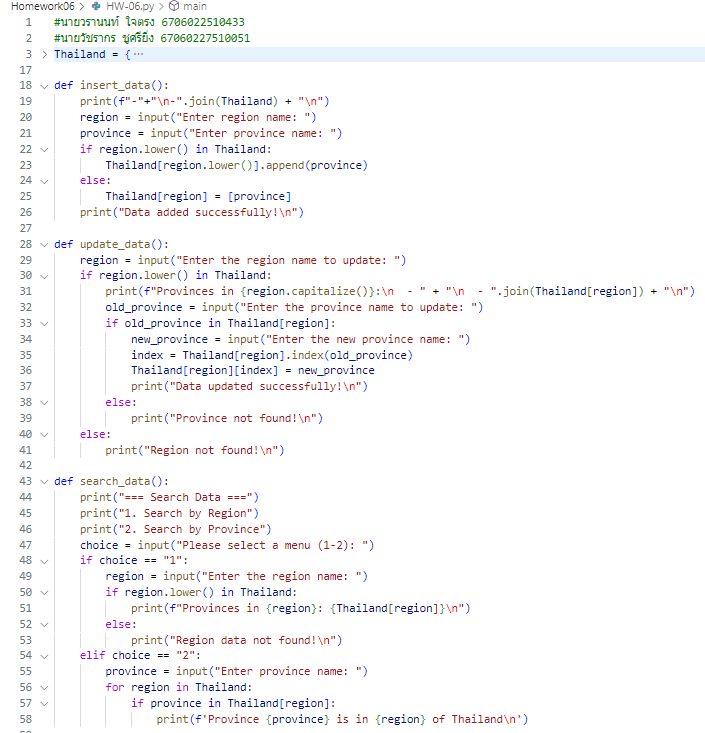 Homework06 > HW-06.py > main
1 #นายวรานนท์ ใจตรง 6706022510433
2 #นายวัชรากร ชูศรียิ่ง 67060227510051
3 > Thailand = { ···
17
18 def insert_data():
19     print(f"-"+"\n-".join(Thailand) + "\n")
20     region = input("Enter region name: ")
21     province = input("Enter province name: ")
22     if region.lower() in Thailand:
23         Thailand[region.lower()].append(province)
24     else:
25         Thailand[region] = [province]
26     print("Data added successfully!\n")
27
28 def update_data():
29     region = input("Enter the region name to update: ")
30     if region.lower() in Thailand:
31         print(f"Provinces in {region.capitalize()}:\n  - " + "\n  - ".join(Thailand[region]) + "\n")
32         old_province = input("Enter the province name to update: ")
33         if old_province in Thailand[region]:
34             new_province = input("Enter the new province name: ")
35             index = Thailand[region].index(old_province)
36             Thailand[region][index] = new_province
37             print("Data updated successfully!\n")
38         else:
39             print("Province not found!\n")
40     else:
41         print("Region not found!\n")
42
43 def search_data():
44     print("=== Search Data ===")
45     print("1. Search by Region")
46     print("2. Search by Province")
47     choice = input("Please select a menu (1-2): ")
48     if choice == "1":
49         region = input("Enter the region name: ")
50         if region.lower() in Thailand:
51             print(f"Provinces in {region}: {Thailand[region]}\n")
52         else:
53             print("Region data not found!\n")
54     elif choice == "2":
55         province = input("Enter province name: ")
56         for region in Thailand:
57             if province in Thailand[region]:
58                 print(f'Province {province} is in {region} of Thailand\n')